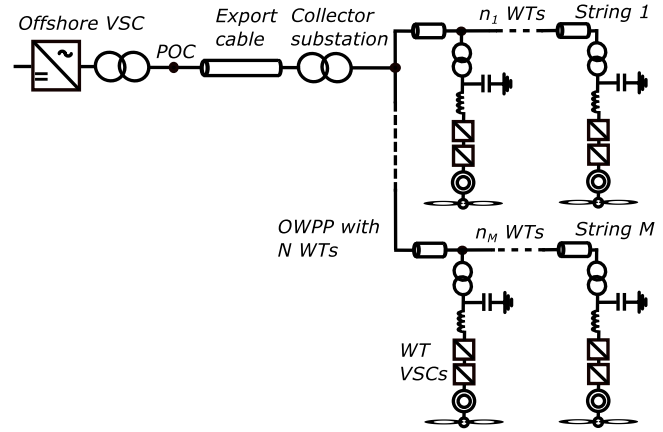 Offshore VSC
POC
Export
cable
Collector
substation
n1 WTs
String 1
OWPP with
N WTs
nM WTs
String M
WT
VSCs